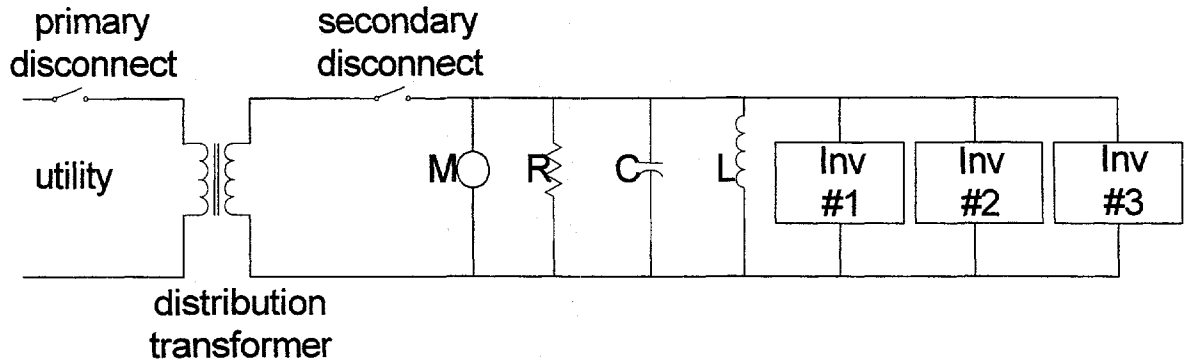 primary
disconnect
secondary
disconnect
utility
M
R
C
L
Inv
#1
Inv
#2
Inv
#3
distribution
transformer